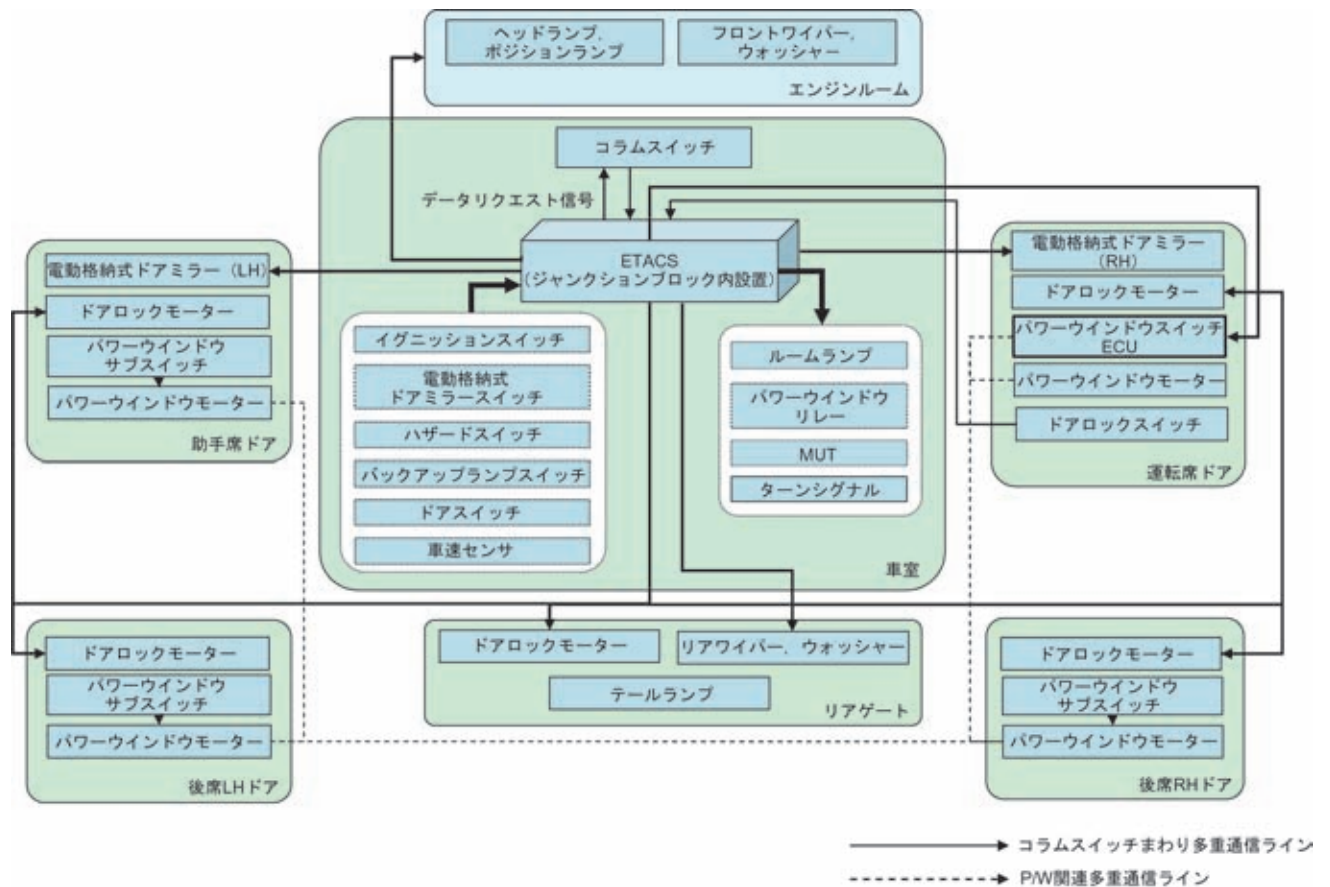 ヘッドランプ，
ポジションランプ
フロントワイパー，
ウォッシャー
エンジンルーム
コラムスイッチ
データリクエスト信号
ETACS
(ジャンクションブロック内設置)
電動格納式ドアミラー（LH）
ドアロックモーター
パワーウインドウ
サブスイッチ
パワーウインドウモーター
助手席ドア
イグニッションスイッチ
電動格納式
ドアミラースイッチ
ハザードスイッチ
バックアップランプスイッチ
ドアスイッチ
車速センサ
ルームランプ
パワーウインドウ
リレー
MUT
ターンシグナル
車室
電動格納式ドアミラー
（RH）
ドアロックモーター
パワーウインドウスイッチ
ECU
パワーウインドウモーター
ドアロックスイッチ
運転席ドア
ドアロックモーター
パワーウインドウ
サブスイッチ
パワーウインドウモーター
後席LHドア
ドアロックモーター
リアワイパー，ウォッシャー
テールランプ
リアゲート
ドアロックモーター
パワーウインドウ
サブスイッチ
パワーウインドウモーター
後席RHドア
コラムスイッチまわり多重通信ライン
P/W関連多重通信ライン